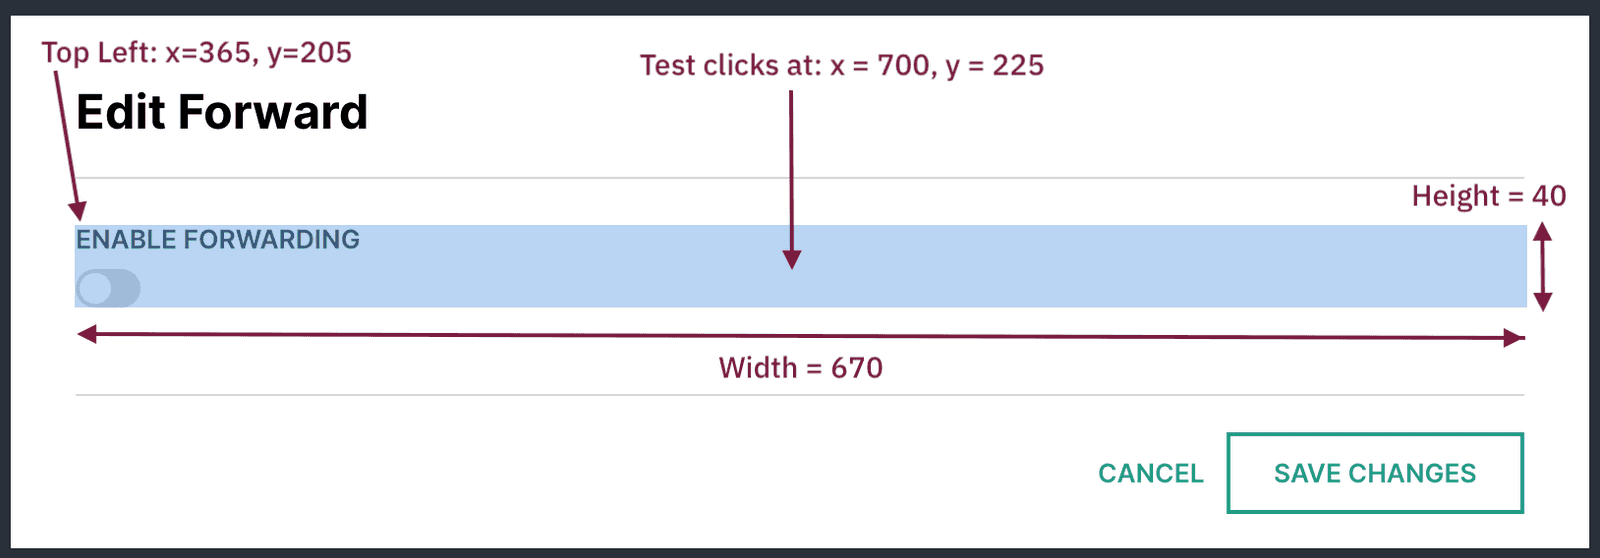 Top Left: x=365, y=205
Test clicks at: x = 700, y = 225
Edit Forward
Height = 40
ENABLE FORWARDING
Width = 670
CANCEL
SAVE CHANGES